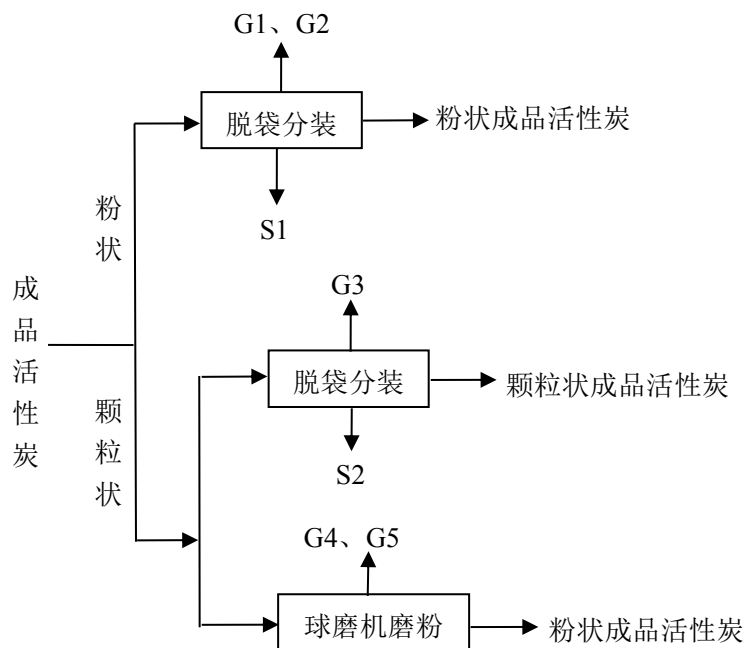 G1、G2
脱袋分装
粉状成品活性炭
粉状
S1
成品活性炭
G3
脱袋分装
颗粒状成品活性炭
颗粒状
S2
G4、G5
球磨机磨粉
粉状成品活性炭